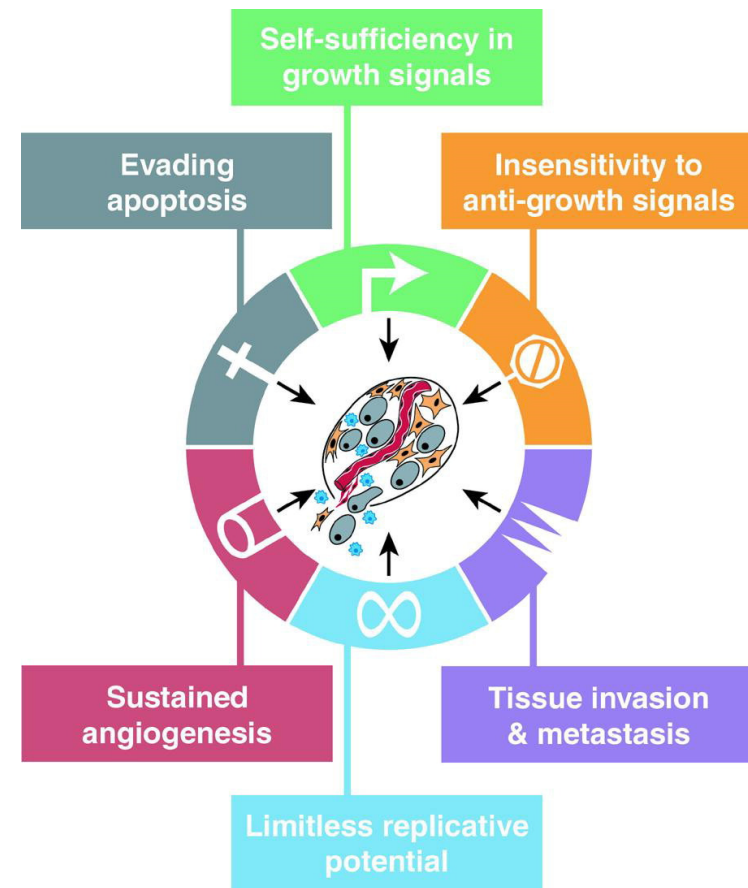 Self-sufficiency in
growth signals
Evading
apoptosis
Insensitivity to
anti-growth signals
Sustained
angiogenesis
Tissue invasion
& metastasis
Limitless replicative
potential